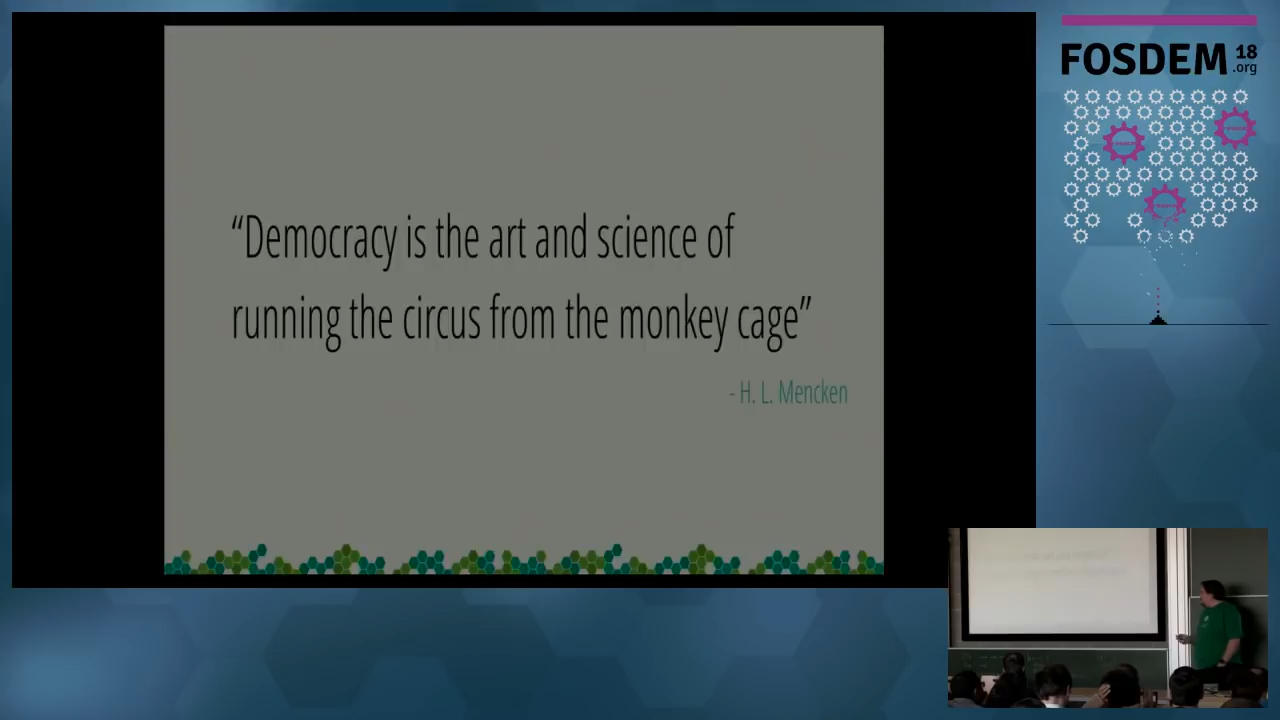 “Democracy is the art and science of
running the circus from the monkey cage”
- H. L. Mencken
FOSDEM 18
.org